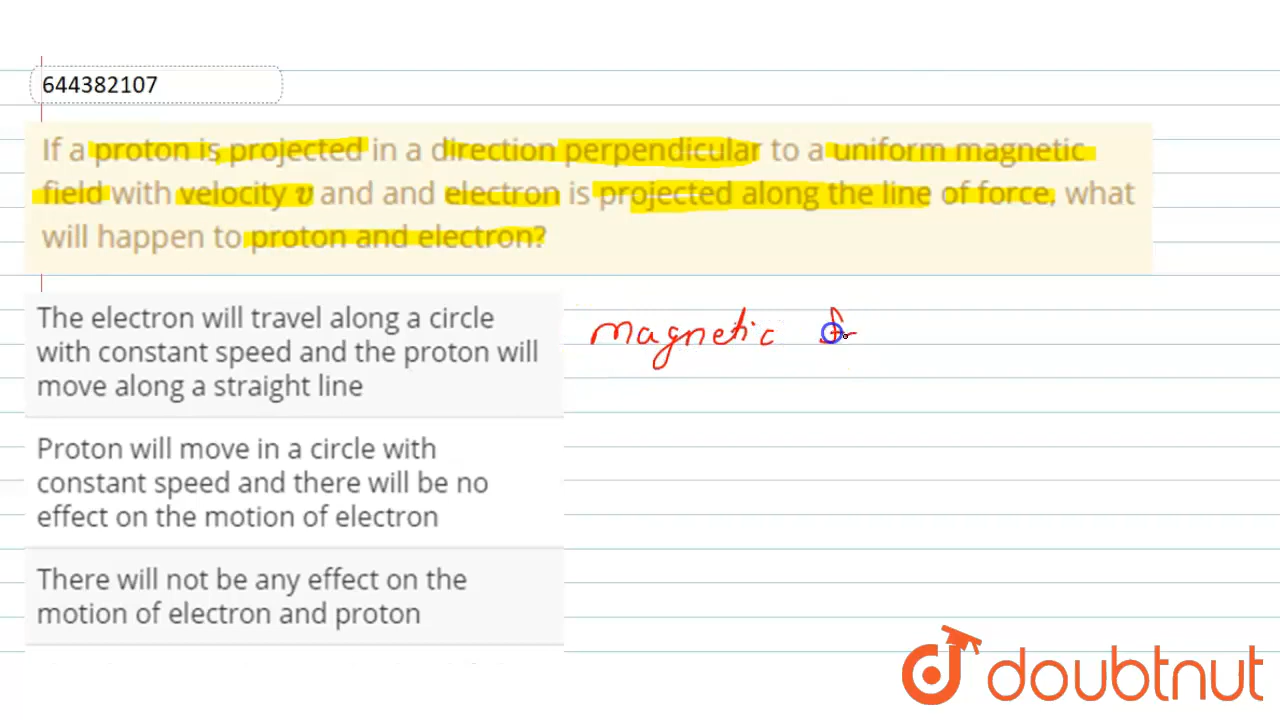 644382107
If a proton is projected in a direction perpendicular to a uniform magnetic
field with velocity v and and electron is projected along the line of force, what
will happen to proton and electron?
The electron will travel along a circle
with constant speed and the proton will
move along a straight line
magnetic
Proton will move in a circle with
constant speed and there will be no
effect on the motion of electron
There will not be any effect on the
motion of electron and proton
doubtnut